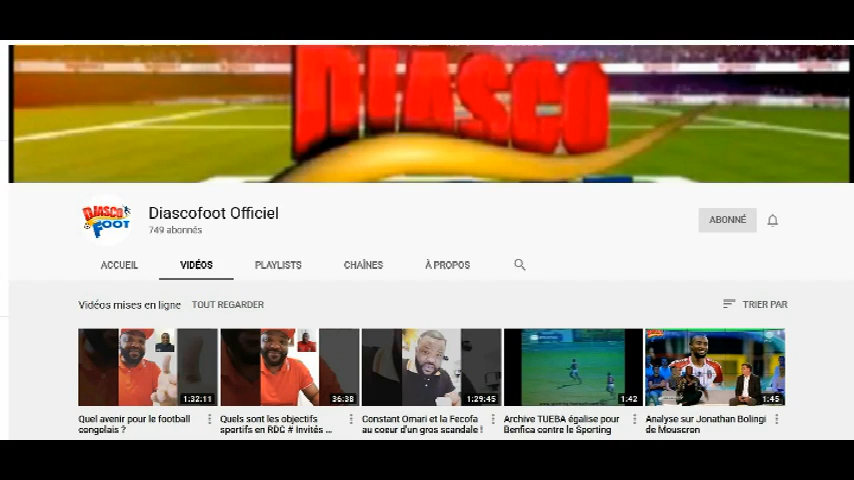 DIASCO
DIASCO
FOOT
Diascofoot Officiel
749 abonnés
ABONNÉ
ACCUEIL VIDÉOS PLAYLISTS CHAÎNES À PROPOS
Vidéos mises en ligne TOUT REGARDER TRIER PAR
1:32:11 36:38 1:29:45 1:42 1:45
Quel avenir pour le football
congolais ?
Quels sont les objectifs
sportifs en RDC # Invités ...
Constant Omari et la Fecofa
au coeur d'un gros scandale !
Archive TUEBA égalise pour
Benfica contre le Sporting
Analyse sur Jonathan Bolingi
de Mouscron